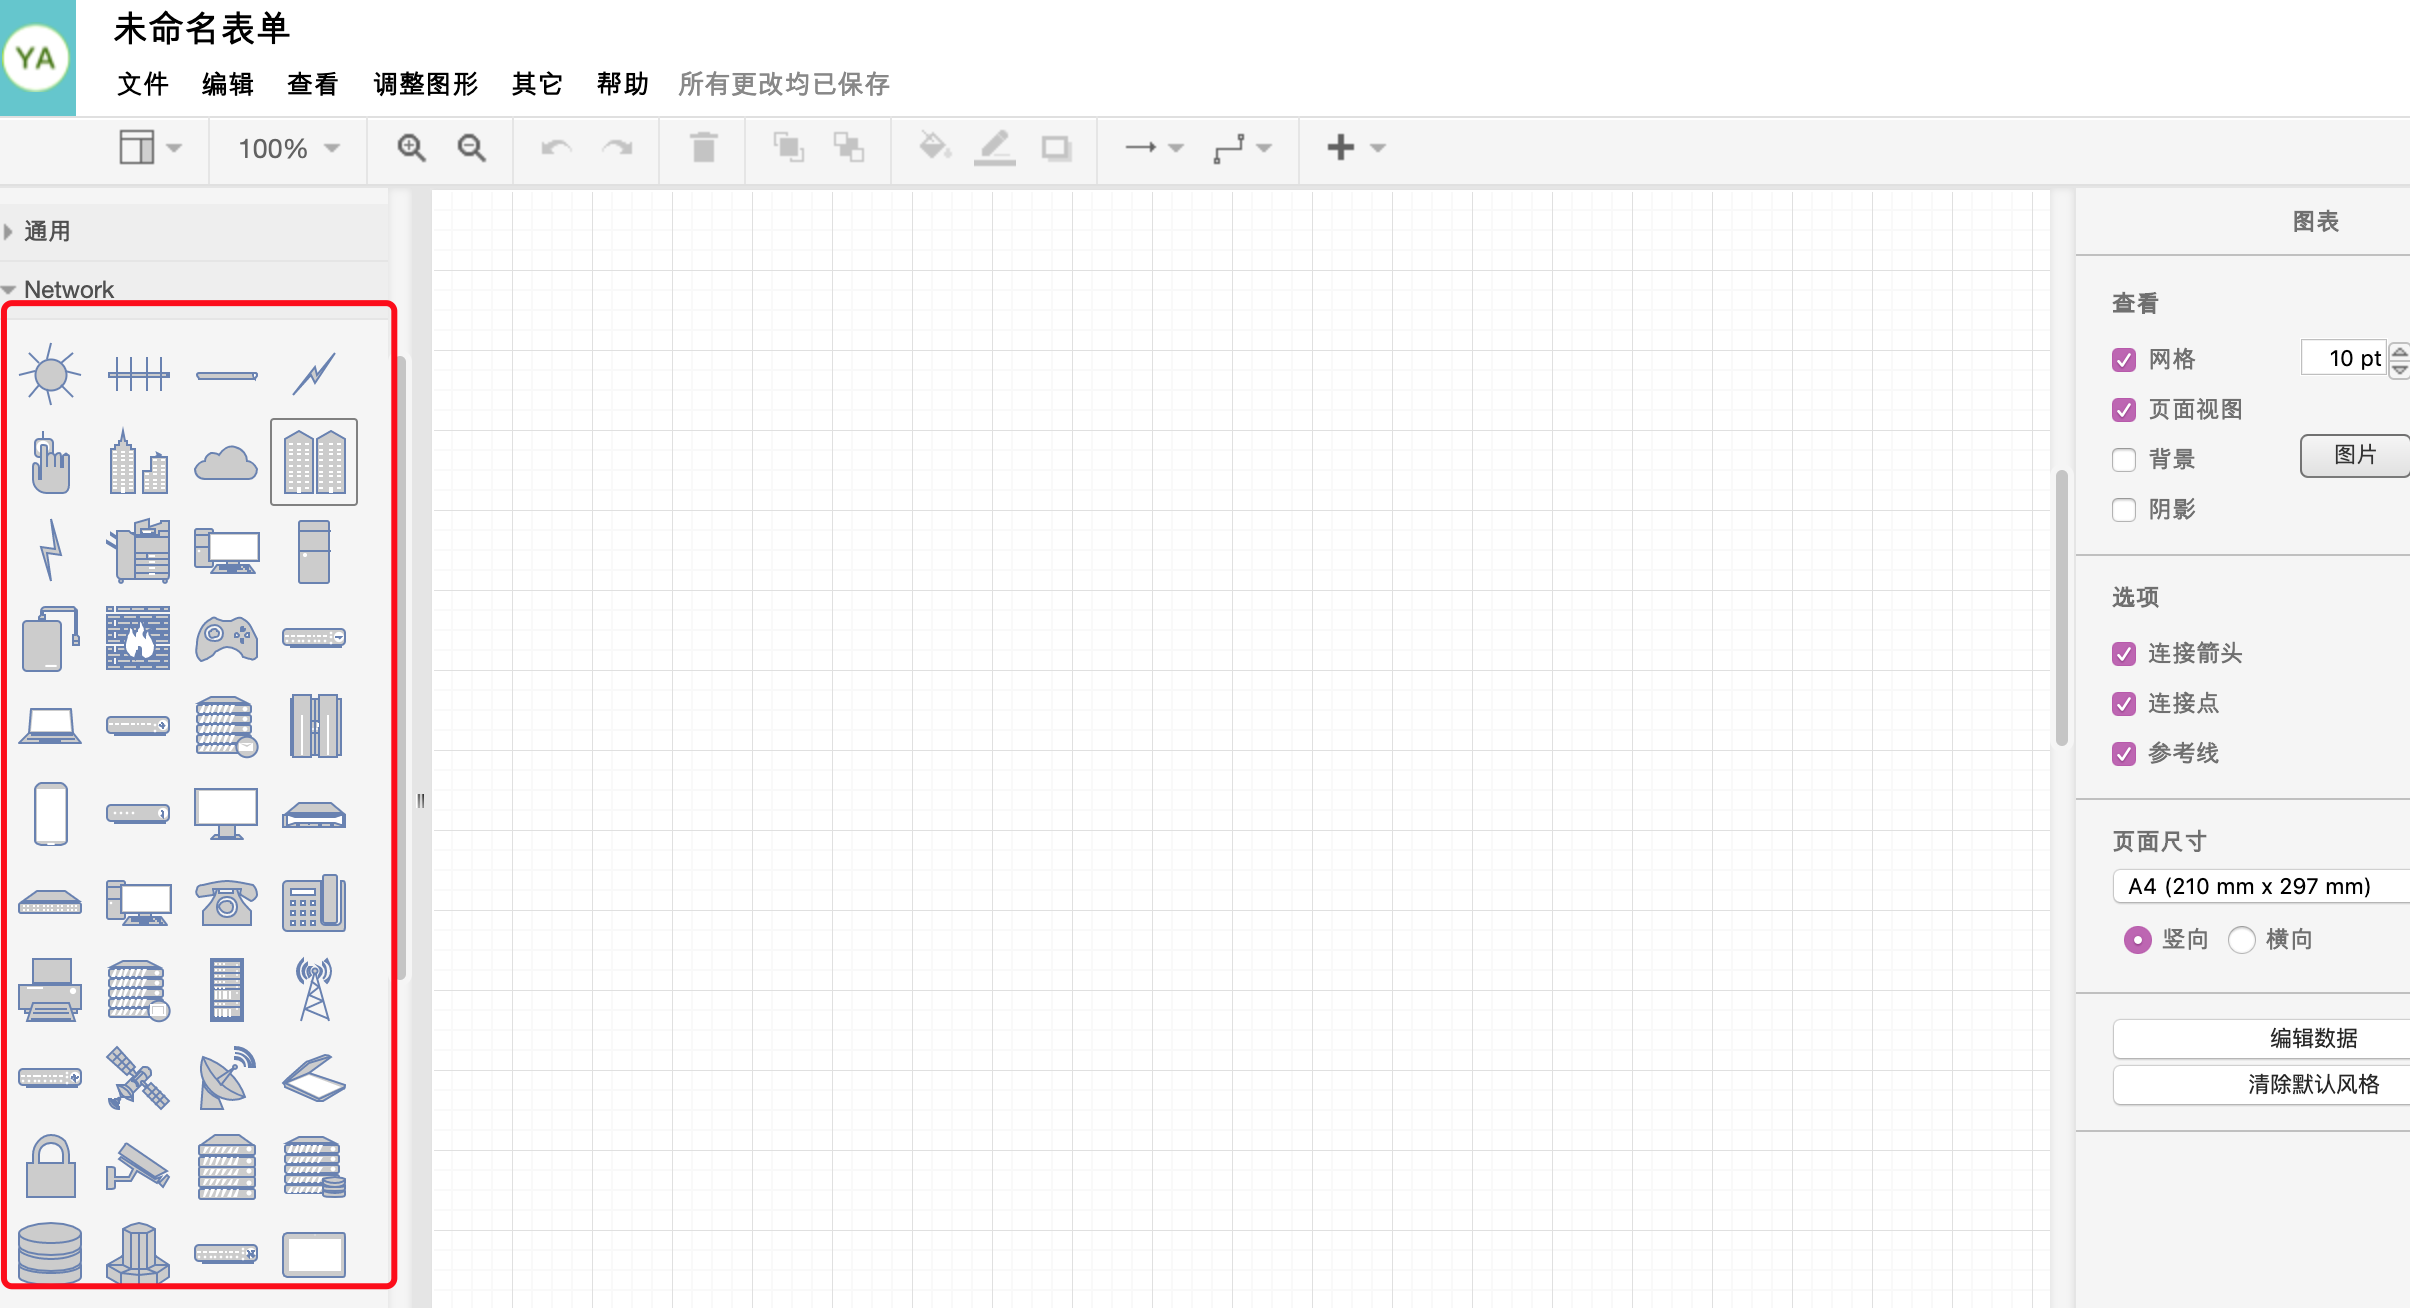 YA
未命名表单
文件 编辑 查看 调整图形 其它 帮助 所有更改均已保存
100%
通用
Network
图表
查看
网格 10 pt
页面视图
背景 图片
阴影
选项
连接箭头
连接点
参考线
页面尺寸
A4 (210 mm x 297 mm)
竖向 横向
编辑数据
清除默认风格